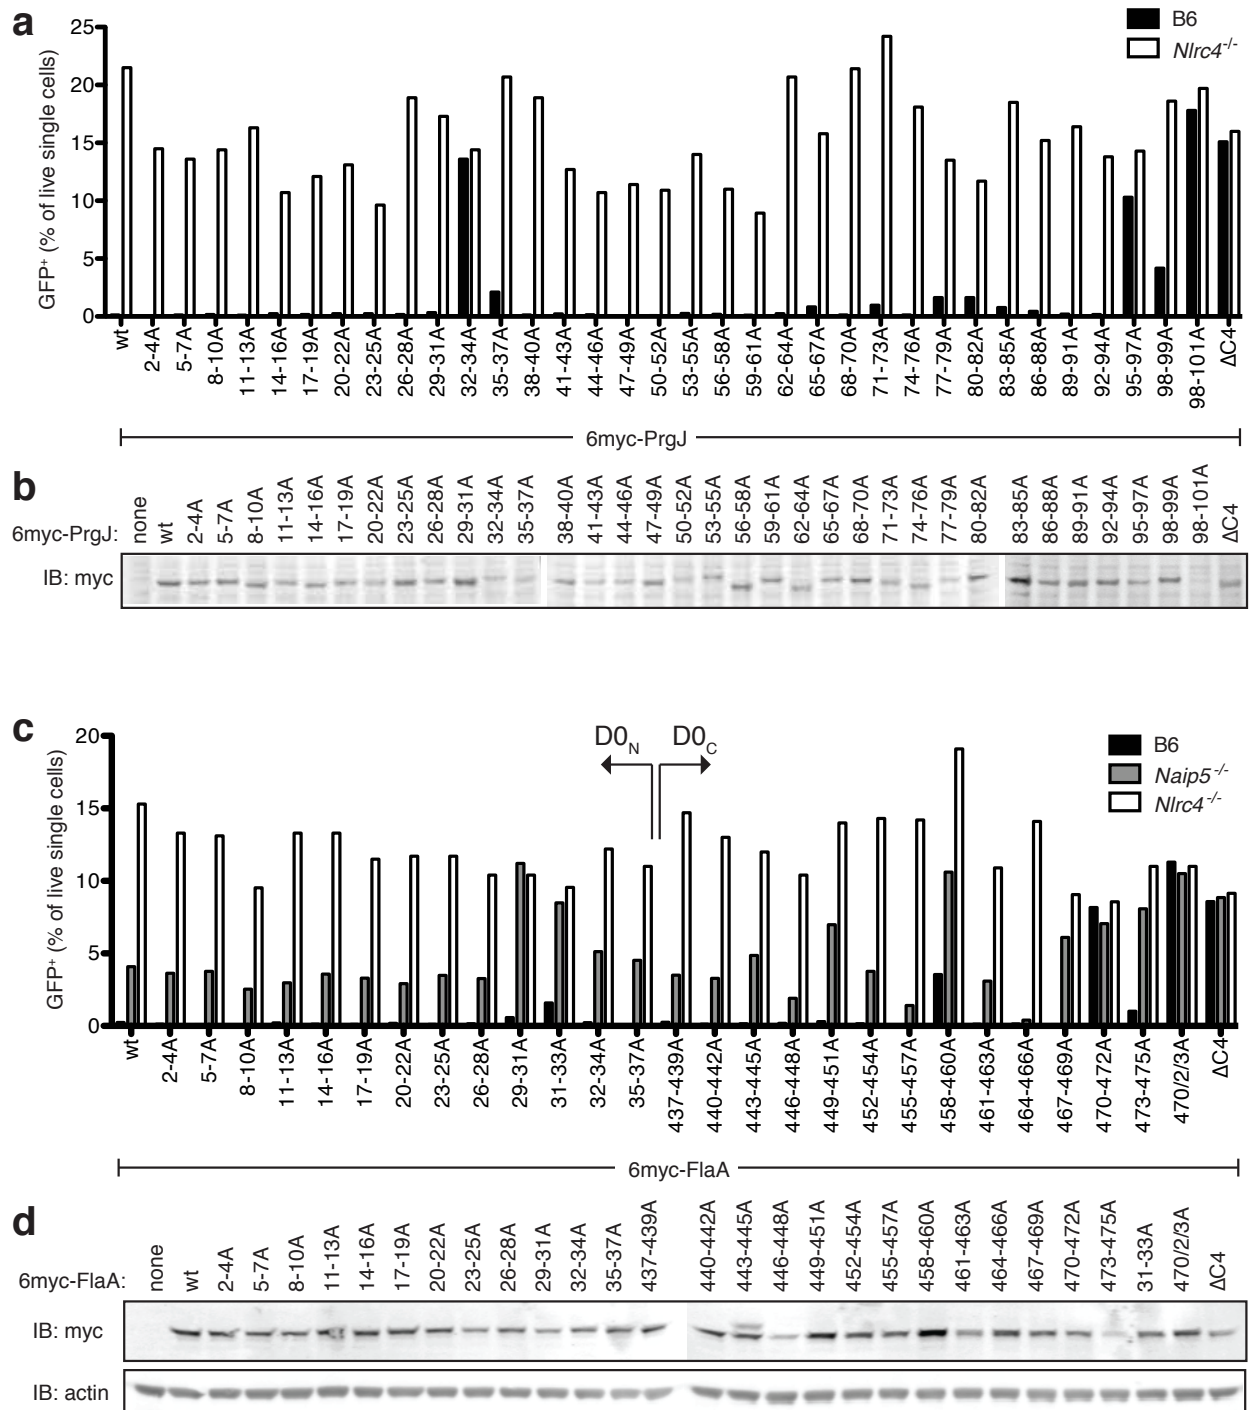 a
25
20
15
10
5
0
GFP⁺ (% of live single cells)
B6
Nlrc4⁻/⁻
wt
2-4A
5-7A
8-10A
11-13A
14-16A
17-19A
20-22A
23-25A
26-28A
29-31A
32-34A
35-37A
38-40A
41-43A
44-46A
47-49A
50-52A
53-55A
56-58A
59-61A
62-64A
65-67A
68-70A
71-73A
74-76A
77-79A
80-82A
83-85A
86-88A
89-91A
92-94A
95-97A
98-99A
98-101A
ΔC4
6myc-PrgJ
b
6myc-PrgJ:
none
wt
2-4A
5-7A
8-10A
11-13A
14-16A
17-19A
20-22A
23-25A
26-28A
29-31A
32-34A
35-37A
38-40A
41-43A
44-46A
47-49A
50-52A
53-55A
56-58A
59-61A
62-64A
65-67A
68-70A
71-73A
74-76A
77-79A
80-82A
83-85A
86-88A
89-91A
92-94A
95-97A
98-99A
98-101A
ΔC4
IB: myc
c
20
15
10
5
0
GFP⁺ (% of live single cells)
D0N
D0C
B6
Naip5⁻/⁻
Nlrc4⁻/⁻
wt
2-4A
5-7A
8-10A
11-13A
14-16A
17-19A
20-22A
23-25A
26-28A
29-31A
31-33A
32-34A
35-37A
437-439A
440-442A
443-445A
446-448A
449-451A
452-454A
455-457A
458-460A
461-463A
464-466A
467-469A
470-472A
473-475A
470/2/3A
ΔC4
6myc-FlaA
d
6myc-FlaA:
none
wt
2-4A
5-7A
8-10A
11-13A
14-16A
17-19A
20-22A
23-25A
26-28A
29-31A
32-34A
35-37A
437-439A
440-442A
443-445A
446-448A
449-451A
452-454A
455-457A
458-460A
461-463A
464-466A
467-469A
470-472A
473-475A
31-33A
470/2/3A
ΔC4
IB: myc
IB: actin